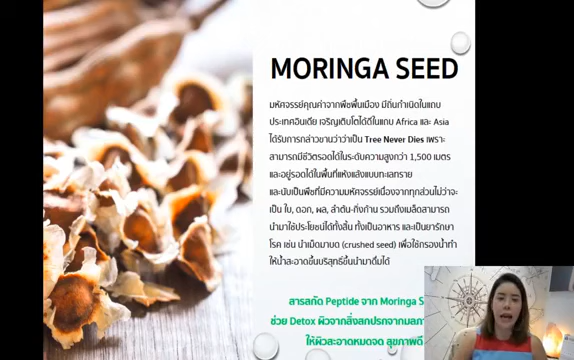 MORINGA SEED
มหัศจรรย์คุณค่าจากพืชพื้นเมือง มีถิ่นกำเนิดในแถบ
ประเทศอินเดีย เจริญเติบโตได้ดีในแถบ Africa และ Asia
ได้รับการกล่าวขานว่าว่าเป็น Tree Never Dies เพราะ
สามารถมีชีวิตรอดได้ในระดับความสูงกว่า 1,500 เมตร
และอยู่รอดได้ในพื้นที่แห้งแล้งแบบทะเลทราย
และนับเป็นพืชที่มีความมหัศจรรย์เนื่องจากทุกส่วนไม่ว่าจะ
เป็น ใบ, ดอก, ผล, ลำต้น-กิ่งก้าน รวมถึงเมล็ดสามารถ
นำมาใช้ประโยชน์ได้ทั้งสิ้น ทั้งเป็นอาหาร และเป็นยารักษา
โรค เช่น นำเม็ดมาบด (crushed seed) เพื่อใช้กรองน้ำทำ
ให้น้ำสะอาดขึ้นบริสุทธิ์ขึ้นนำมาดื่มได้
สารสกัด Peptide จาก Moringa S
ช่วย Detox ผิวจากสิ่งสกปรกจากมลภา
ให้ผิวสะอาดหมดจด สุขภาพดี